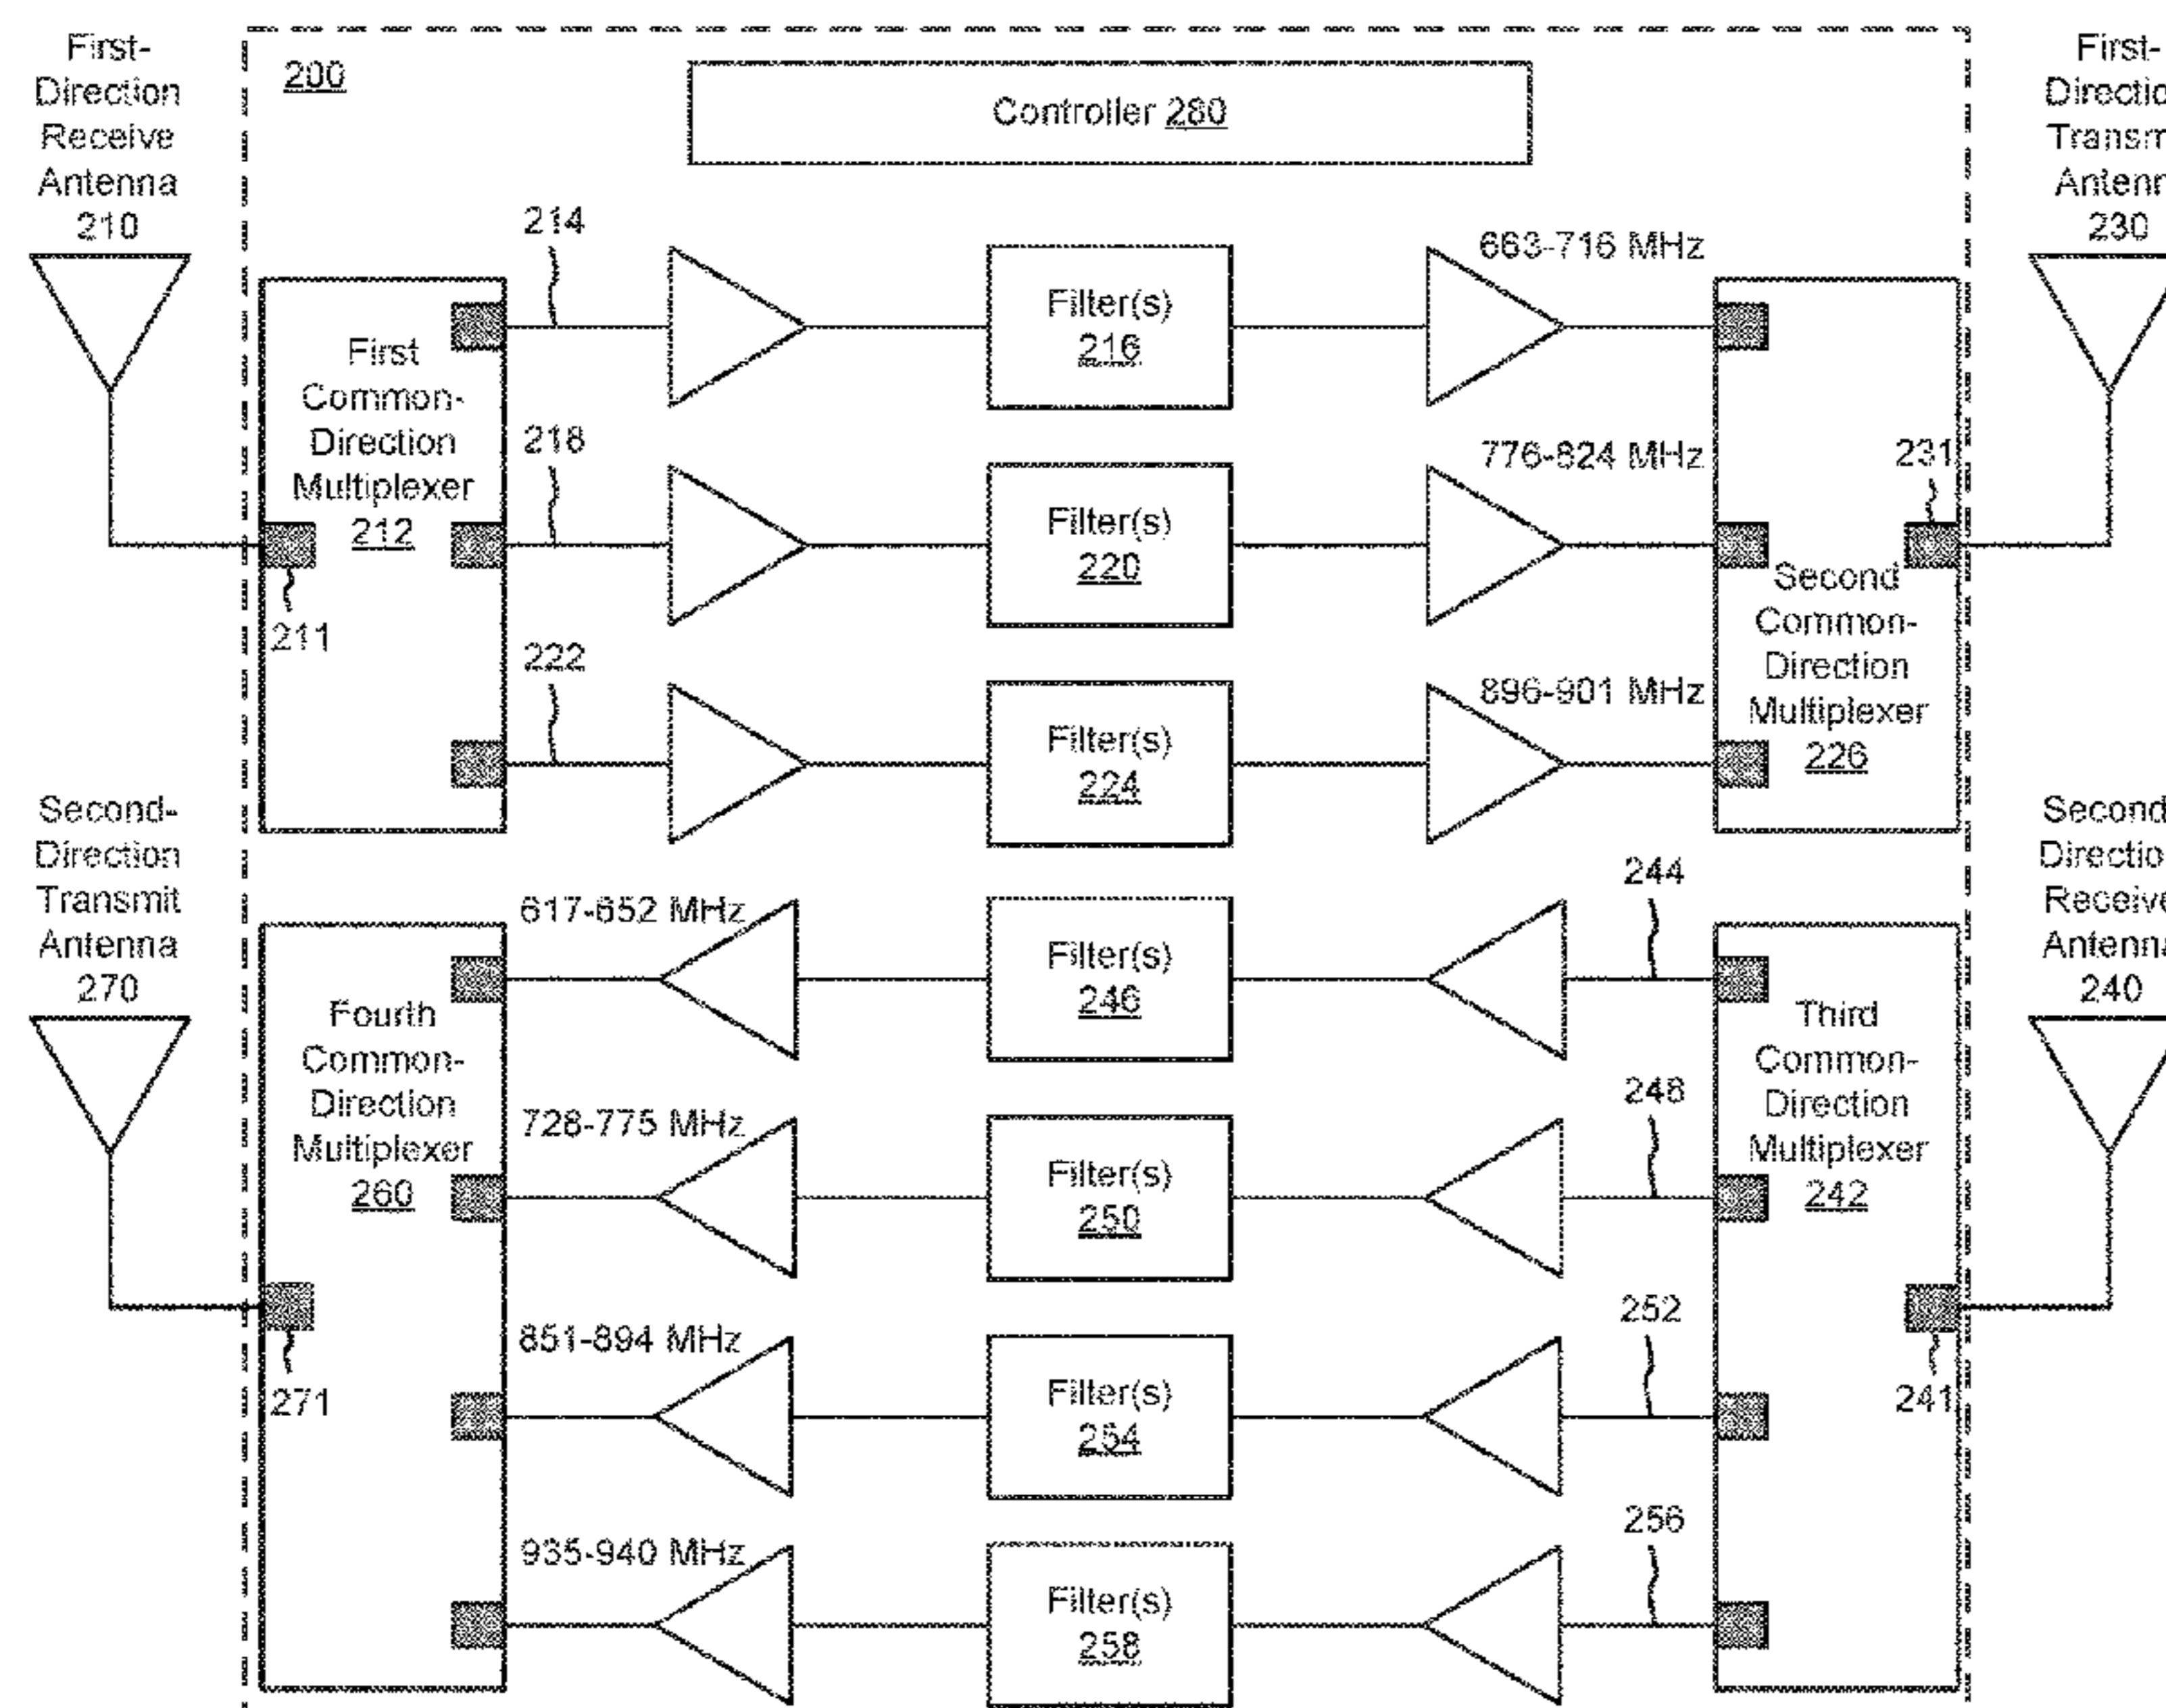 First-
Direction
Receive
Antenna
210
200
Controller 280
First-
Directio
Transm
Antenn
230
214
663-716 MHz
Filter(s)
216
First
Common-
Direction
Multiplexer
212
211
218
776-824 MHz
Filter(s)
220
231
Second
Common-
Direction
Multiplexer
226
222
896-901 MHz
Filter(s)
224
Second-
Direction
Transmit
Antenna
270
Second
Directio
Receive
Antenna
240
617-652 MHz
Filter(s)
246
244
Fourth
Common-
Direction
Multiplexer
260
Third
Common-
Direction
Multiplexer
242
728-775 MHz
Filter(s)
250
248
271
851-894 MHz
Filter(s)
254
252
241
935-940 MHz
Filter(s)
258
256